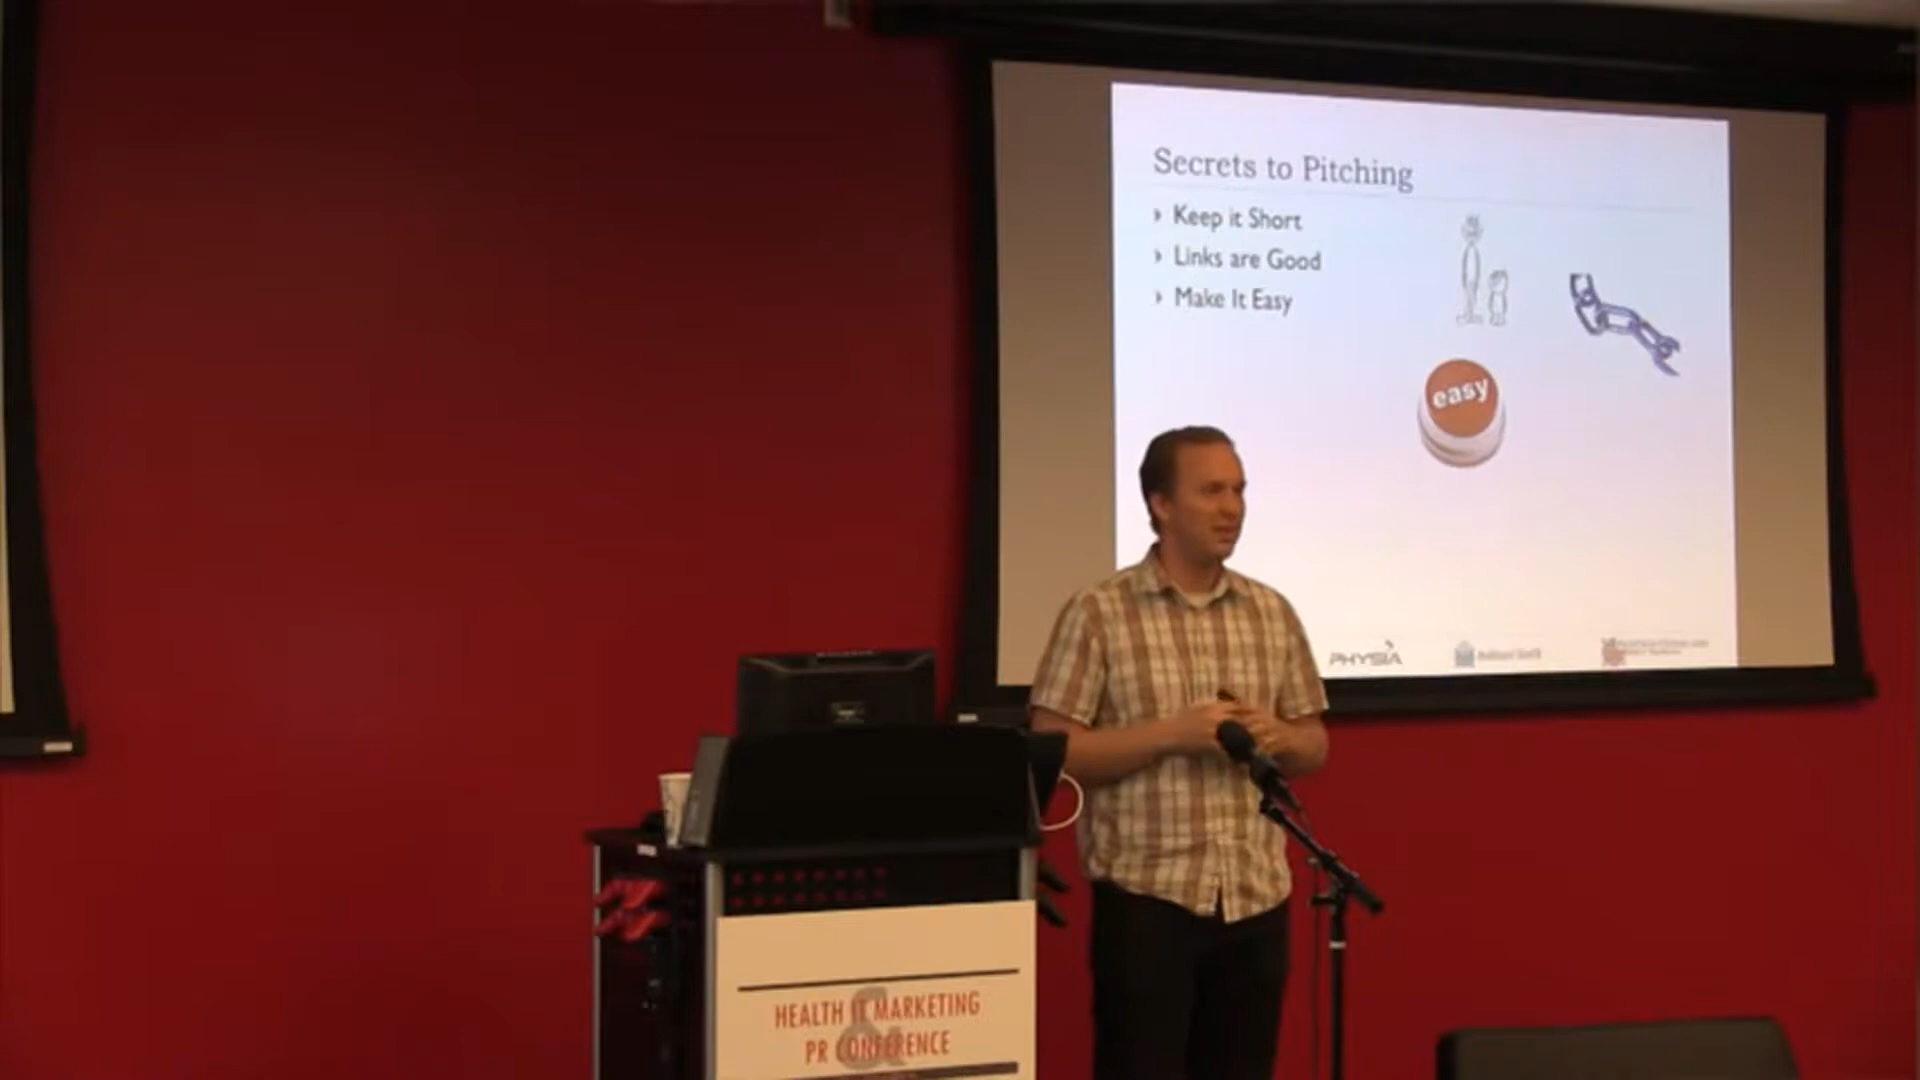 Secrets to Pitching
Keep it Short
Links are Good
Make It Easy
easy
PHYSIA
HEALTH IT MARKETING
&
PR CONFERENCE